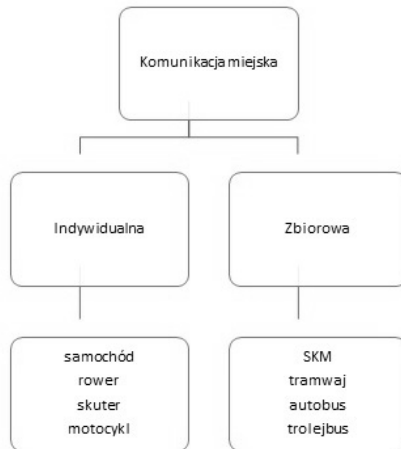 Komunikacja miejska
Indywidualna
Zbiorowa
samochód
rower
skuter
motocykl
SKM
tramwaj
autobus
trolejbus